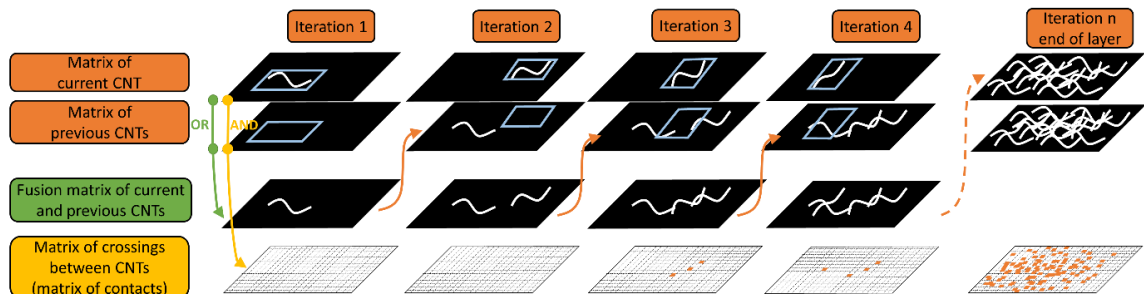 Iteration 1
Iteration 2
Iteration 3
Iteration 4
Iteration n
end of layer
Matrix of
current CNT
Matrix of
previous CNTs
OR
AND
Fusion matrix of current
and previous CNTs
Matrix of crossings
between CNTs
(matrix of contacts)